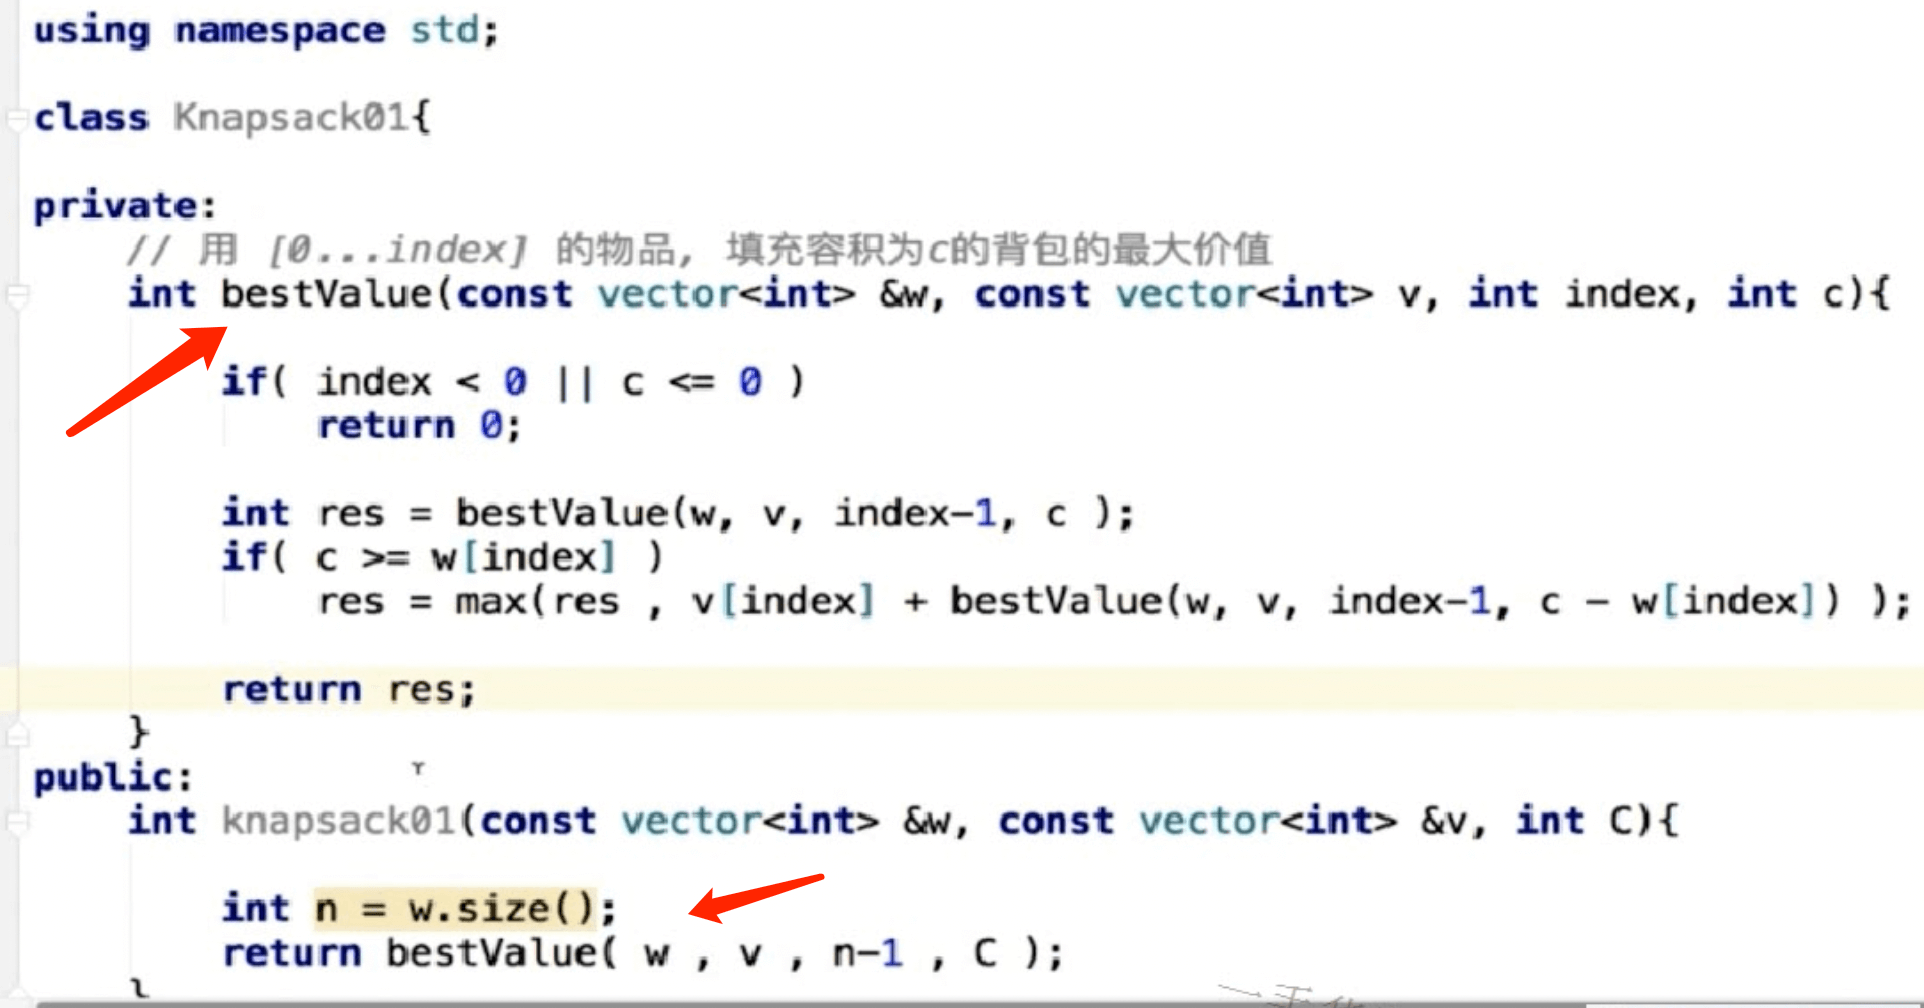 using namespace std;
class Knapsack01{
private:
// 用 [0...index] 的物品, 填充容积为c的背包的最大价值
int bestValue(const vector<int> &w, const vector<int> v, int index, int c){
if( index < 0 || c <= 0 )
return 0;
int res = bestValue(w, v, index-1, c );
if( c >= w[index] )
res = max(res , v[index] + bestValue(w, v, index-1, c - w[index]) );
return res;
}
public:
int knapsack01(const vector<int> &w, const vector<int> &v, int C){
int n = w.size();
return bestValue( w , v , n-1 , C );
}